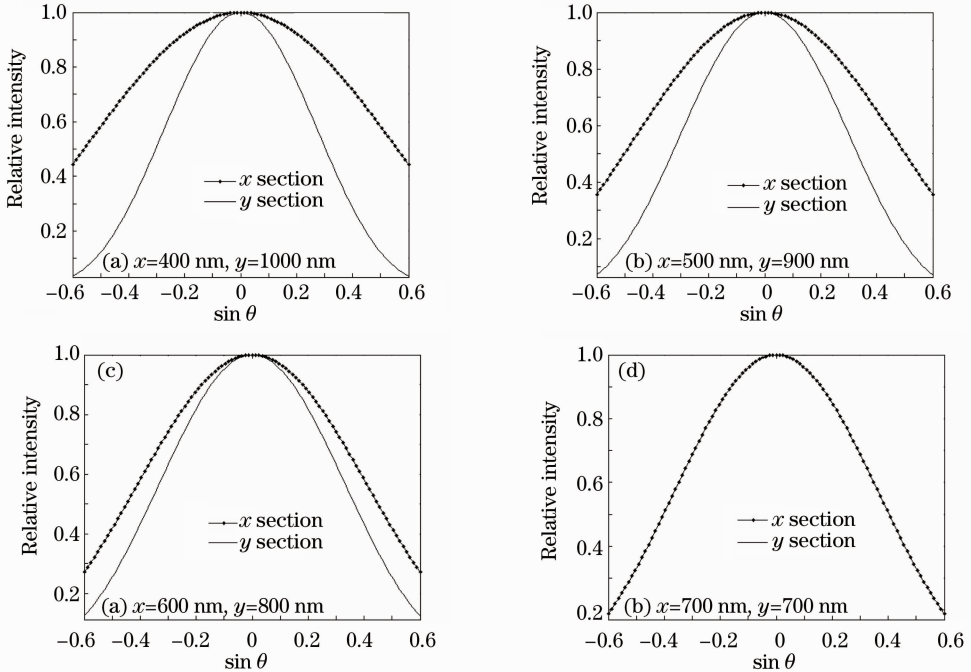 1.0
0.8
0.6
0.4
0.2
Relative intensity
x section
y section
(a) x=400 nm, y=1000 nm
−0.6 −0.4 −0.2 0 0.2 0.4 0.6
sin θ
1.0
0.8
0.6
0.4
0.2
Relative intensity
x section
y section
(b) x=500 nm, y=900 nm
−0.6 −0.4 −0.2 0 0.2 0.4 0.6
sin θ
(c)
1.0
0.8
0.6
0.4
0.2
Relative intensity
x section
y section
(a) x=600 nm, y=800 nm
−0.6 −0.4 −0.2 0 0.2 0.4 0.6
sin θ
(d)
1.0
0.8
0.6
0.4
0.2
Relative intensity
x section
y section
(b) x=700 nm, y=700 nm
−0.6 −0.4 −0.2 0 0.2 0.4 0.6
sin θ